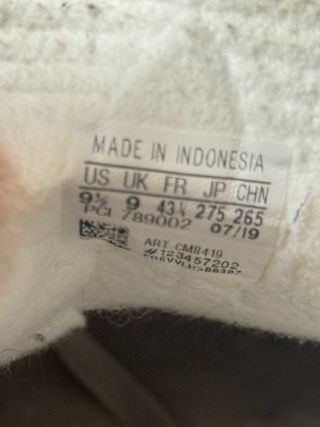 MADE IN INDONESIA
US UK FR JP CHN
9½ 9 43⅓ 275 265
PCI 789002 07/19
ART CM8419
#123457202